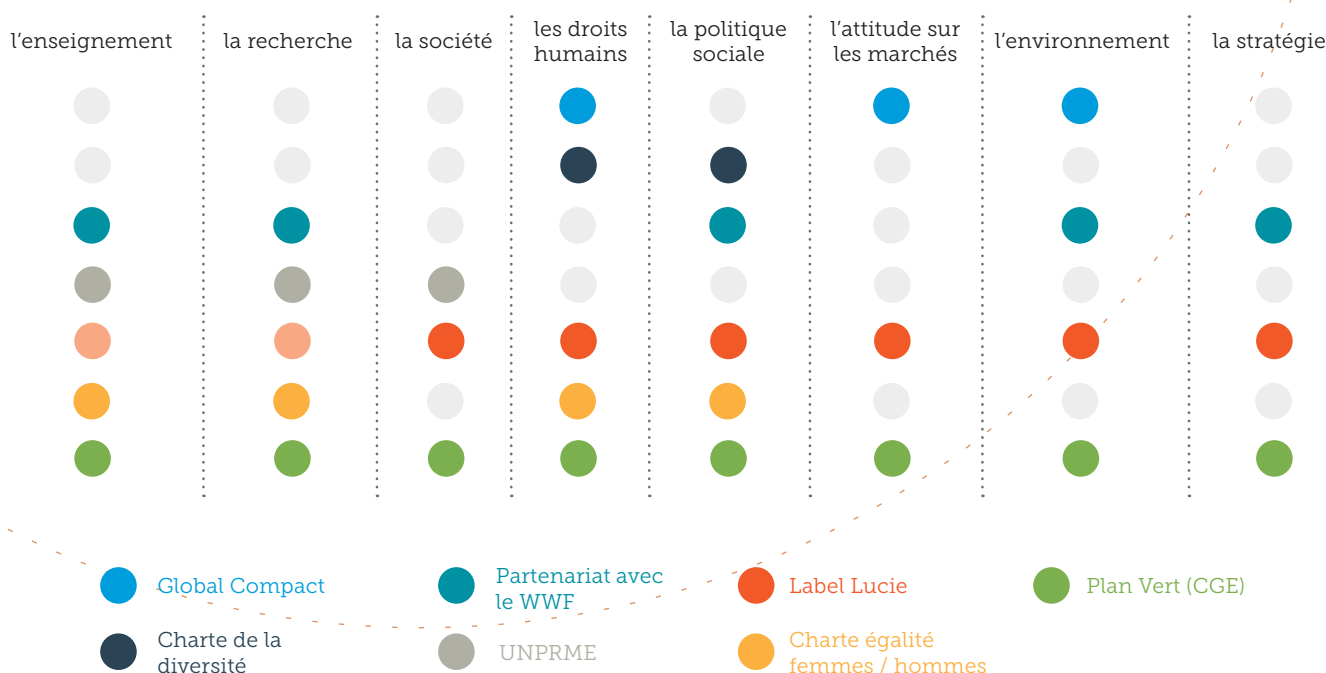 l'enseignement
la recherche
la société
les droits
humains
la politique
sociale
l'attitude sur
les marchés
l'environnement
la stratégie
Global Compact
Partenariat avec
le WWF
Label Lucie
Plan Vert (CGE)
Charte de la
diversité
UNPRME
Charte égalité
femmes / hommes